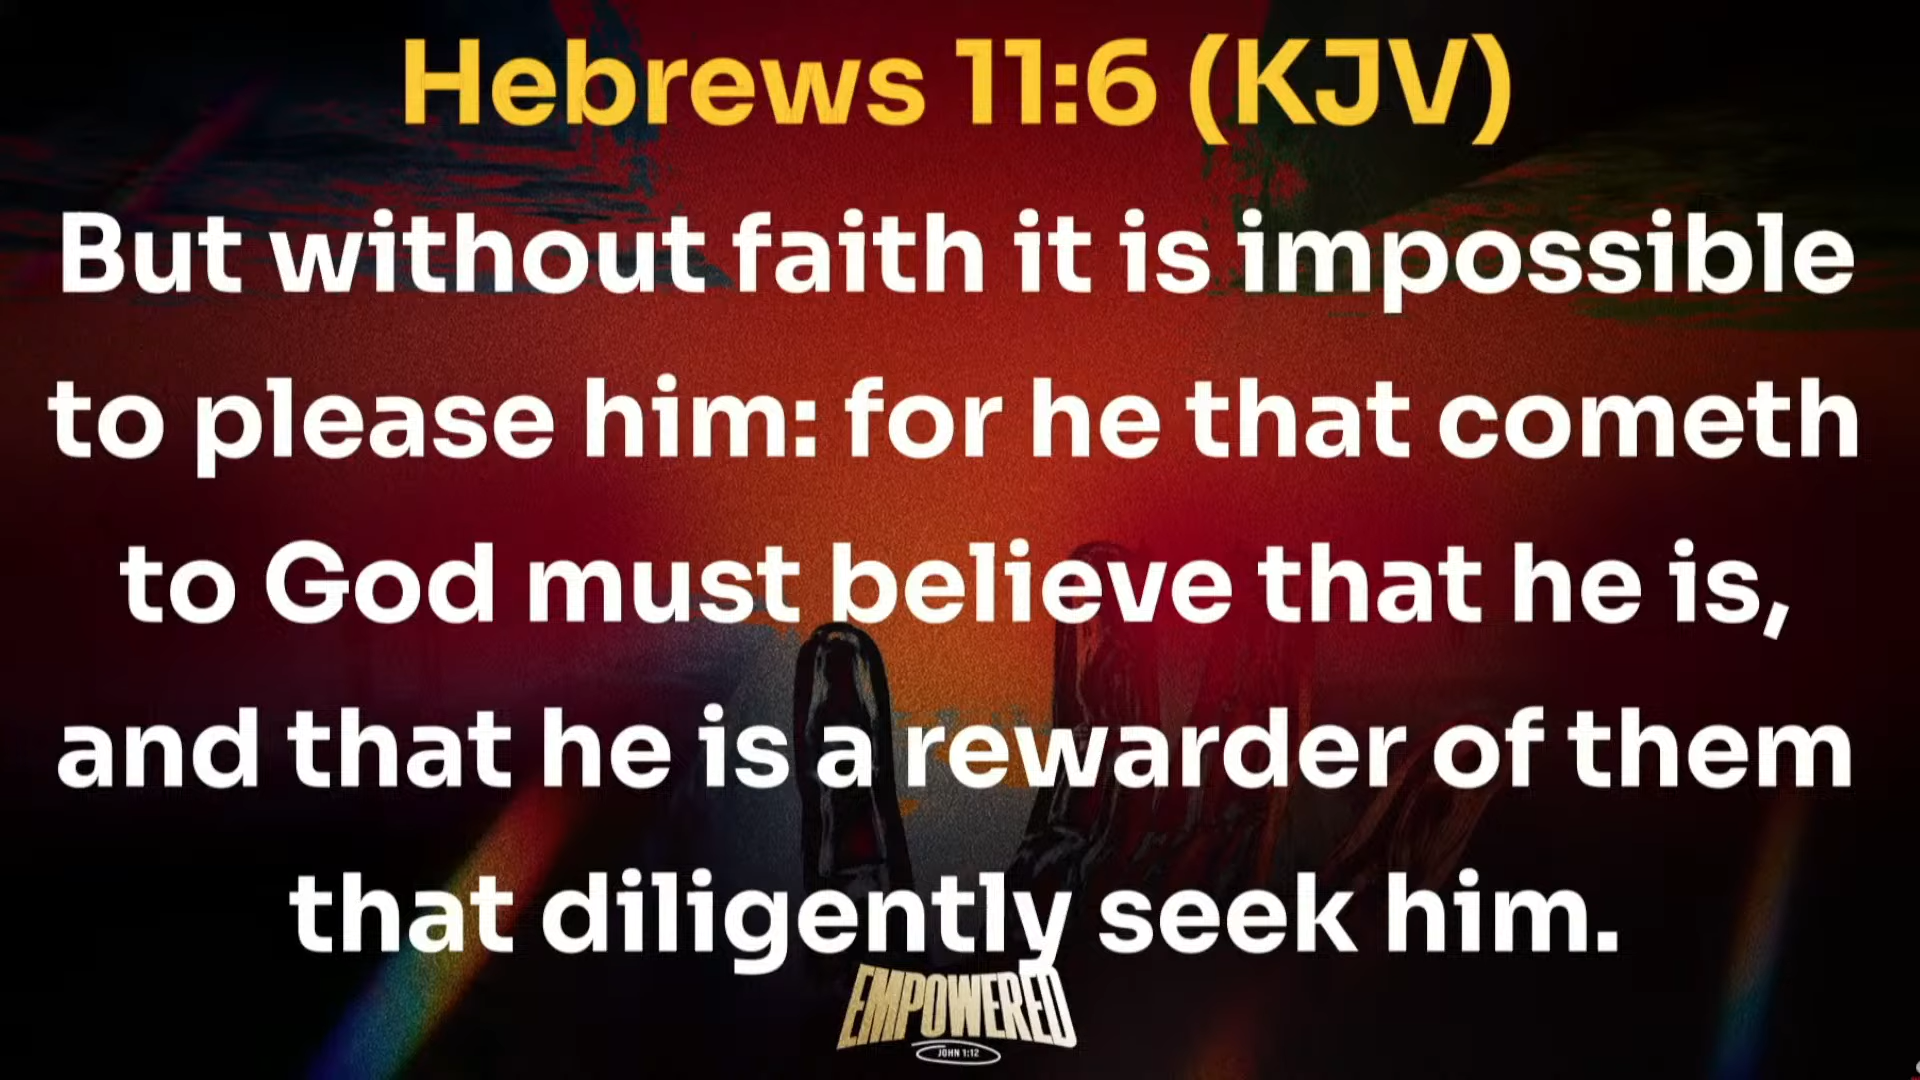 Hebrews 11:6 (KJV)
But without faith it is impossible
to please him: for he that cometh
to God must believe that he is,
and that he is a rewarder of them
that diligently seek him.
EMPOWERED
JOHN 1:12